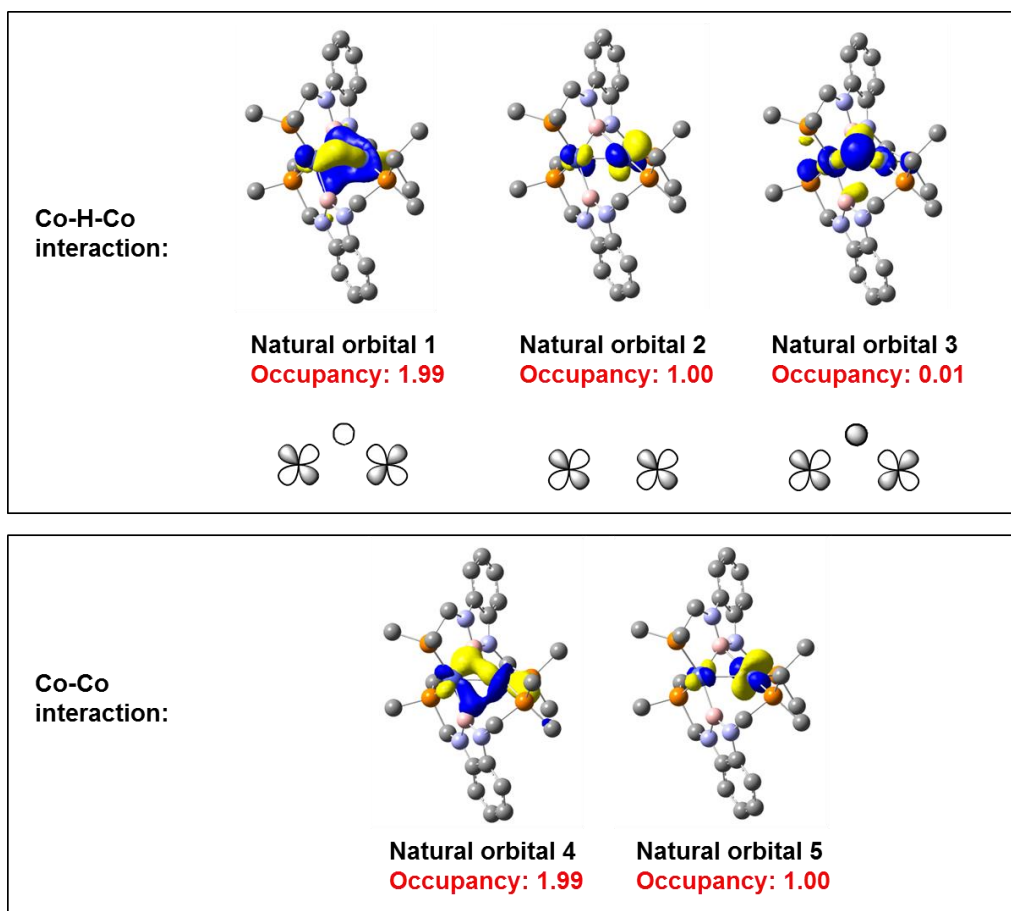 Co-H-Co
interaction:
Natural orbital 1
Occupancy: 1.99
Natural orbital 2
Occupancy: 1.00
Natural orbital 3
Occupancy: 0.01
Co-Co
interaction:
Natural orbital 4
Occupancy: 1.99
Natural orbital 5
Occupancy: 1.00